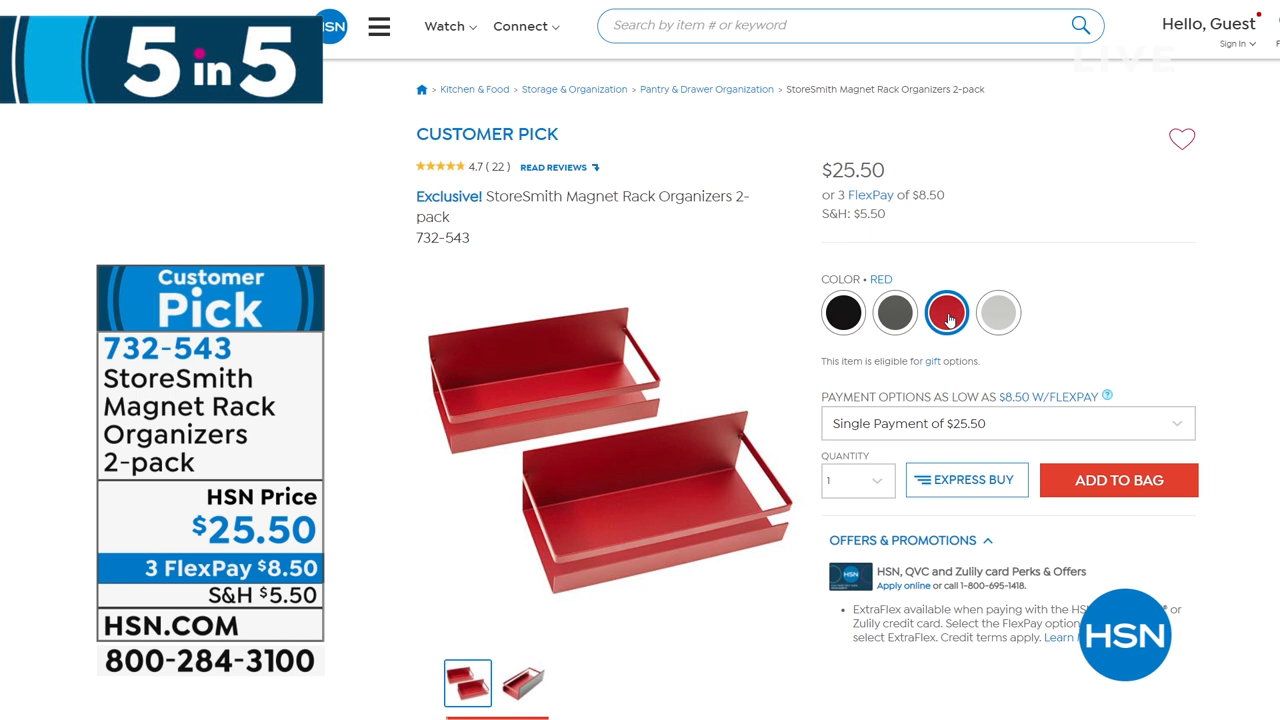 5 in 5
HSN
Watch
Connect
Search by item # or keyword
Hello, Guest
Sign In
LIVE
Kitchen & Food > Storage & Organization > Pantry & Drawer Organization > StoreSmith Magnet Rack Organizers 2-pack
CUSTOMER PICK
4.7 ( 22 ) READ REVIEWS
Exclusive! StoreSmith Magnet Rack Organizers 2-
pack
732-543
$25.50
or 3 FlexPay of $8.50
S&H: $5.50
COLOR • RED
This item is eligible for gift options.
PAYMENT OPTIONS AS LOW AS $8.50 W/FLEXPAY ?
Single Payment of $25.50
QUANTITY
1
EXPRESS BUY
ADD TO BAG
OFFERS & PROMOTIONS
HSN
HSN, QVC and Zulily card Perks & Offers
Apply online or call 1-800-695-1418.
• ExtraFlex available when paying with the HS ® or
Zulily credit card. Select the FlexPay option
select ExtraFlex. Credit terms apply. Learn
HSN
Customer
Pick
732-543
StoreSmith
Magnet Rack
Organizers
2-pack
HSN Price
$25.50
3 FlexPay $8.50
S&H $5.50
HSN.COM
800-284-3100